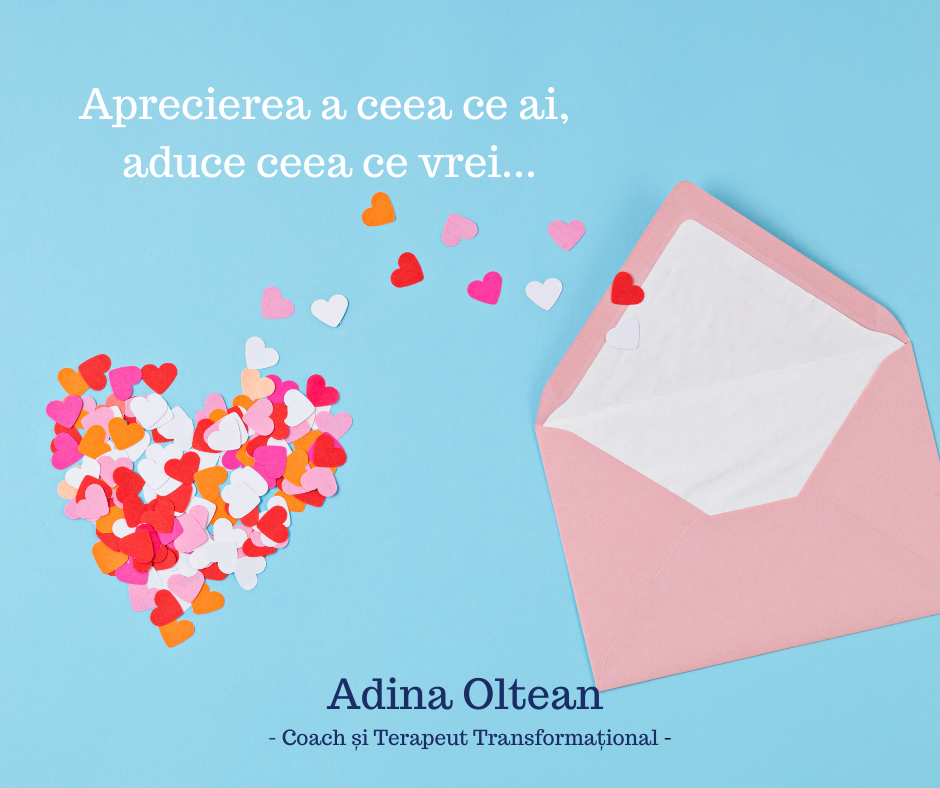 Aprecierea a ceea ce ai,
aduce ceea ce vrei...
Adina Oltean
- Coach și Terapeut Transformațional -